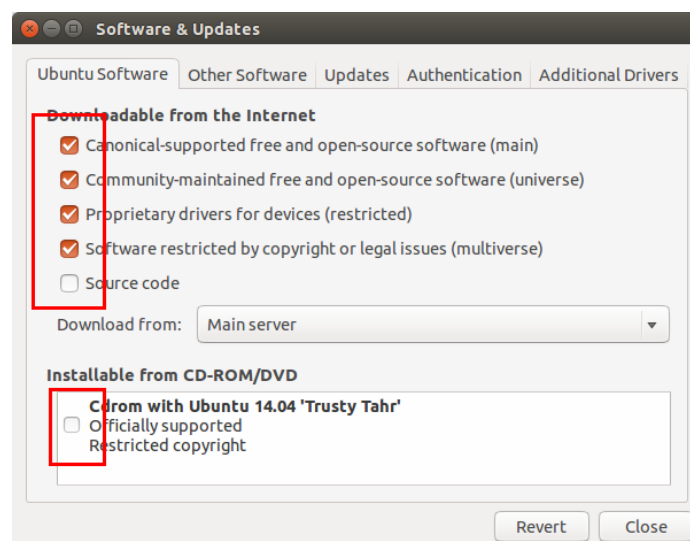 Software & Updates
Ubuntu Software Other Software Updates Authentication Additional Drivers
Downloadable from the Internet
Canonical-supported free and open-source software (main)
Community-maintained free and open-source software (universe)
Proprietary drivers for devices (restricted)
Software restricted by copyright or legal issues (multiverse)
Source code
Download from: Main server
Installable from CD-ROM/DVD
Cdrom with Ubuntu 14.04 'Trusty Tahr'
Officially supported
Restricted copyright
Revert Close